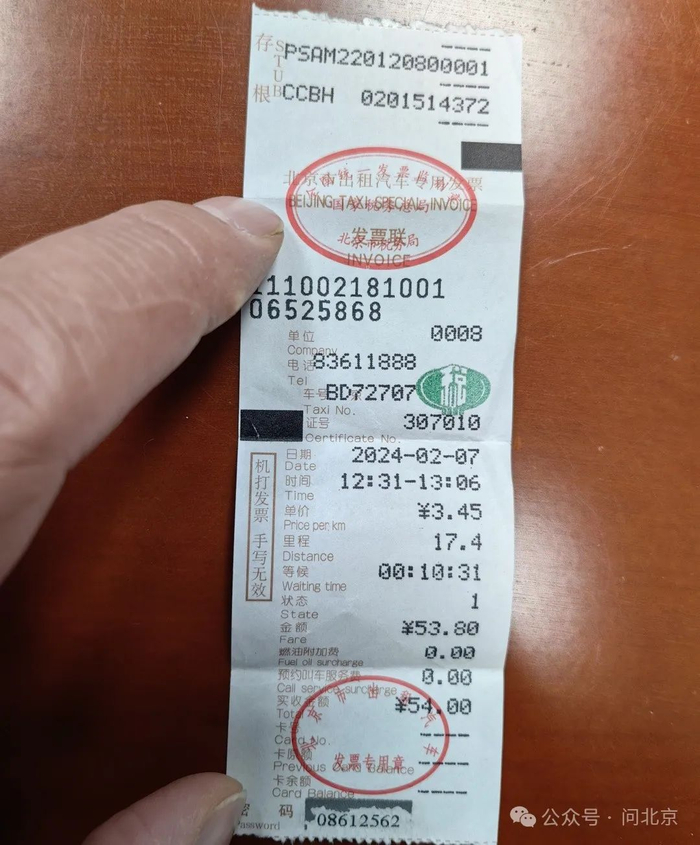 存根
STUB
PSAM220120800001
CCBH 0201514372
北京市出租汽车专用发票
BEIJING TAXI SPECIAL INVOICE
发票联
北京市税务局
INVOICE
111002181001
06525868
单位 0008
Company
电话 83611888
Tel
车号 BD72707
Taxi No.
税
证号 307010
Certificate No.
日期 2024-02-07
Date
时间 12:31-13:06
Time
单价 ¥3.45
Price per km
里程 17.4
Distance
等候 00:10:31
Waiting time
状态 1
State
金额 ¥53.80
Fare
燃油附加费 0.00
Fuel oil surcharge
预约叫车服务费 0.00
Call service surcharge
实收金额 ¥54.00
Total
卡号
Card No.
卡原额
Previous Card Balance
卡余额
Card Balance
发票专用章
密码 08612562
Password
机打发票 手写无效
公众号·问北京